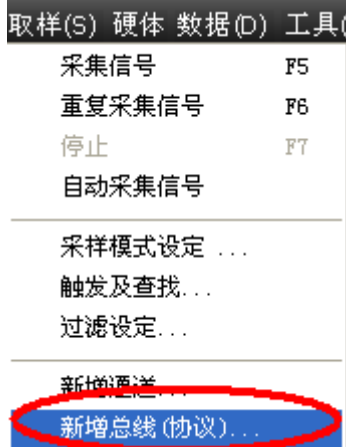 取样(S) 硬体 数据(D) 工具(
采集信号 F5
重复采集信号 F6
停止 F7
自动采集信号
采样模式设定 ...
触发及查找...
过滤设定...
新增通道...
新增总线(协议)...